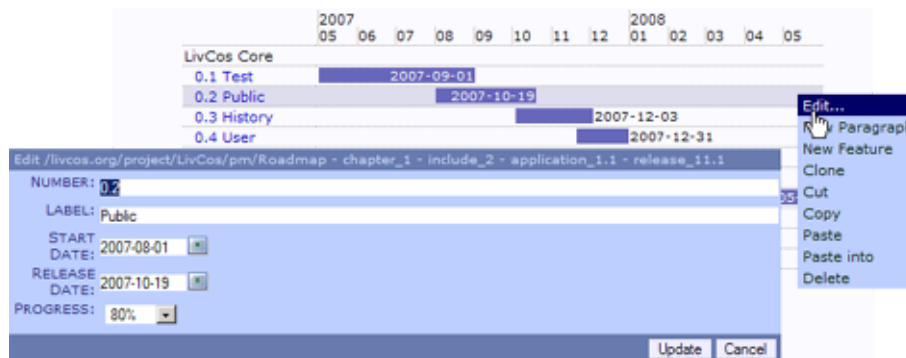 2007 2008
05 06 07 08 09 10 11 12 01 02 03 04 05
LivCos Core
0.1 Test 2007-09-01
0.2 Public 2007-10-19
0.3 History 2007-12-03
0.4 User 2007-12-31
Edit /livcos.org/project/LivCos/pm/Roadmap - chapter_1 - include_2 - application_1.1 - release_11.1
NUMBER: 0.2
LABEL: Public
START DATE: 2007-08-01
RELEASE DATE: 2007-10-19
PROGRESS: 80%
Update Cancel
05-
Edit...
Paragrap
New Feature
Clone
Cut
Copy
Paste
Paste into
Delete